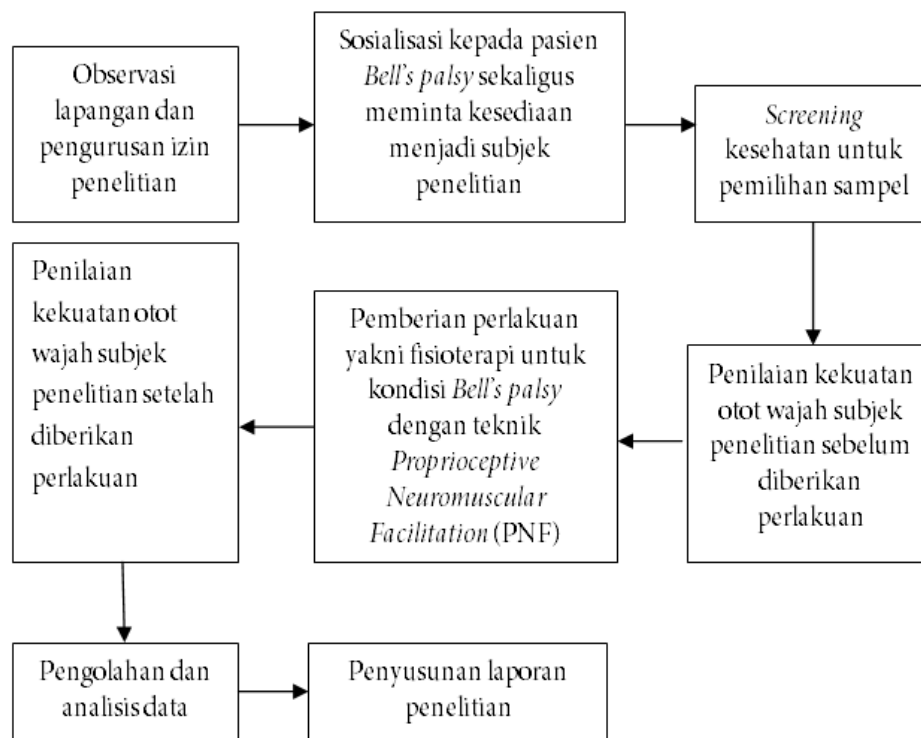 Observasi
lapangan dan
pengurusan izin
penelitian
Sosialisasi kepada pasien
Bell's palsy sekaligus
meminta kesediaan
menjadi subjek
penelitian
Screening
kesehatan untuk
pemilihan sampel
Penilaian kekuatan
otot wajah subjek
penelitian sebelum
diberikan
perlakuan
Pemberian perlakuan
yakni fisioterapi untuk
kondisi Bell's palsy
dengan teknik
Proprioceptive
Neuromuscular
Facilitation (PNF)
Penilaian
kekuatan otot
wajah subjek
penelitian setelah
diberikan
perlakuan
Pengolahan dan
analisis data
Penyusunan laporan
penelitian